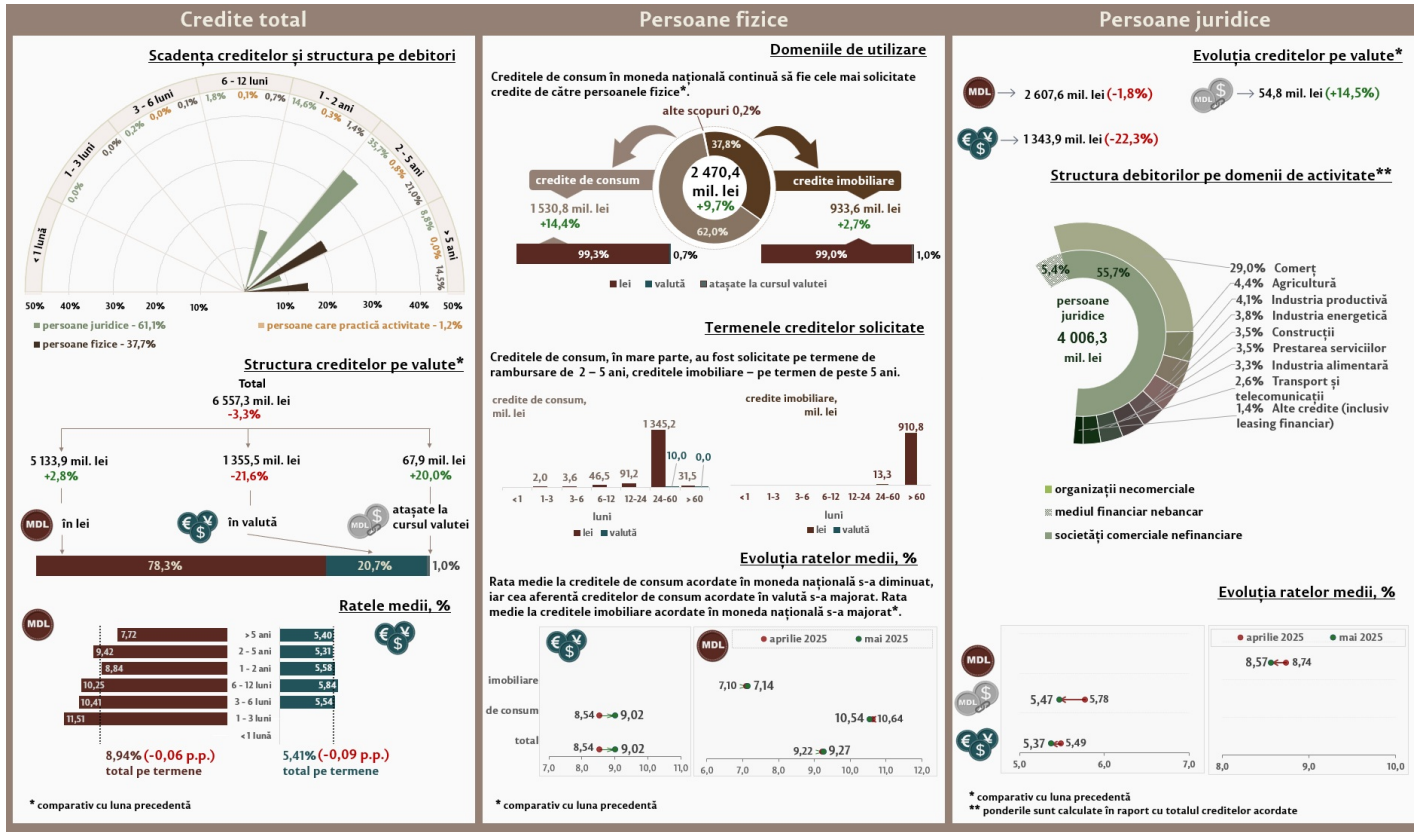 Credite total
Scadența creditelor și structura pe debitori
< 1 lună
1 - 3 luni
3 - 6 luni
6 - 12 luni
1 - 2 ani
2 - 5 ani
> 5 ani
0,0%
0,0%
0,2%
0,0%
0,1%
1,8%
0,1%
0,7%
14,6%
0,3%
1,4%
35,7%
0,8%
21,0%
8,8%
0,0%
14,5%
50% 40% 30% 20% 10% 10% 20% 30% 40% 50%
persoane juridice - 61,1%
persoane care practică activitate - 1,2%
persoane fizice - 37,7%
Structura creditelor pe valute*
Total
6 557,3 mil. lei
-3,3%
5 133,9 mil. lei
+2,8%
1 355,5 mil. lei
-21,6%
67,9 mil. lei
+20,0%
MDL
în lei
€ ¥ $
în valută
MDL $
atașate la
cursul valutei
78,3%
20,7%
1,0%
Ratele medii, %
MDL
€ ¥ $
7,72 > 5 ani 5,40
9,42 2 - 5 ani 5,31
8,84 1 - 2 ani 5,58
10,25 6 - 12 luni 5,84
10,41 3 - 6 luni 5,54
11,51 1 - 3 luni
<1 lună
8,94% (-0,06 p.p.)
total pe termene
5,41% (-0,09 p.p.)
total pe termene
* comparativ cu luna precedentă
Persoane fizice
Domeniile de utilizare
Creditele de consum în moneda națională continuă să fie cele mai solicitate
credite de către persoanele fizice*.
alte scopuri 0,2%
37,8%
2 470,4
mil. lei
+9,7%
62,0%
credite de consum
1 530,8 mil. lei
+14,4%
credite imobiliare
933,6 mil. lei
+2,7%
99,3%
0,7%
99,0%
1,0%
lei valută atașate la cursul valutei
Termenele creditelor solicitate
Creditele de consum, în mare parte, au fost solicitate pe termene de
rambursare de 2 – 5 ani, creditele imobiliare – pe termen de peste 5 ani.
credite de consum,
mil. lei
2,0 3,6 46,5 91,2 1 345,2 10,0 31,5 0,0
<1 1-3 3-6 6-12 12-24 24-60 > 60
luni
lei valută
credite imobiliare,
mil. lei
13,3 910,8
<1 1-3 3-6 6-12 12-24 24-60 > 60
luni
lei valută
Evoluția ratelor medii, %
Rata medie la creditele de consum acordate în moneda națională s-a diminuat,
iar cea aferentă creditelor de consum acordate în valută s-a majorat. Rata
medie la creditele imobiliare acordate în moneda națională s-a majorat*.
€ ¥ $
MDL
aprilie 2025 mai 2025
imobiliare
7,10 7,14
de consum
8,54 9,02
10,54 10,64
total
8,54 9,02
9,22 9,27
7,0 8,0 9,0 10,0 11,0
6,0 7,0 8,0 9,0 10,0 11,0 12,0
* comparativ cu luna precedentă
Persoane juridice
Evoluția creditelor pe valute*
MDL
2 607,6 mil. lei (-1,8%)
MDL $
54,8 mil. lei (+14,5%)
€ ¥ $
1 343,9 mil. lei (-22,3%)
Structura debitorilor pe domenii de activitate**
5,4%
55,7%
persoane
juridice
4 006,3
mil. lei
29,0% Comerț
4,4% Agricultură
4,1% Industria productivă
3,8% Industria energetică
3,5% Construcții
3,5% Prestarea serviciilor
3,3% Industria alimentară
2,6% Transport și
telecomunicații
1,4% Alte credite (inclusiv
leasing financiar)
organizații necomerciale
mediul financiar nebancar
societăți comerciale nefinanciare
Evoluția ratelor medii, %
aprilie 2025 mai 2025
MDL
8,57 8,74
MDL $
5,47 5,78
€ ¥ $
5,37 5,49
5,0 6,0 7,0
8,0 9,0 10,0
* comparativ cu luna precedentă
** ponderile sunt calculate în raport cu totalul creditelor acordate